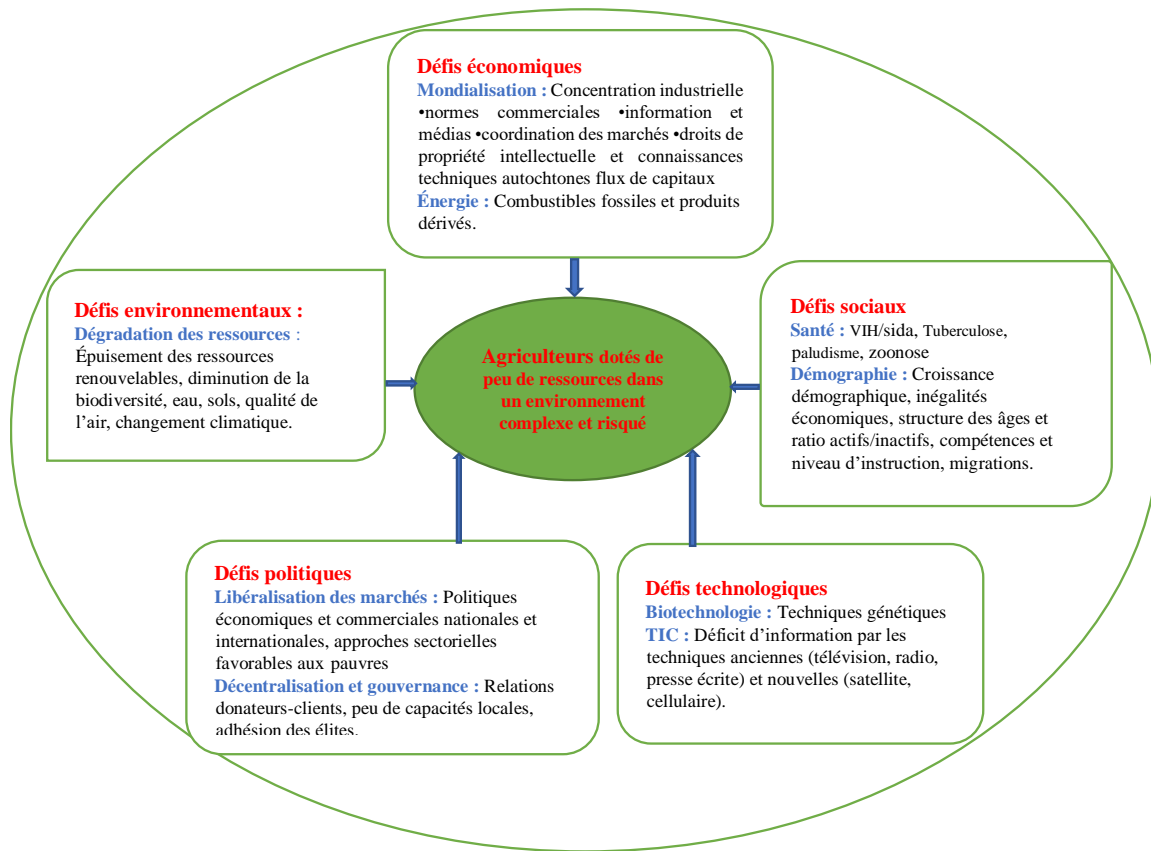 Défis économiques
Mondialisation : Concentration industrielle
•normes commerciales •information et
médias •coordination des marchés •droits de
propriété intellectuelle et connaissances
techniques autochtones flux de capitaux
Énergie : Combustibles fossiles et produits
dérivés.
Défis environnementaux :
Dégradation des ressources :
Épuisement des ressources
renouvelables, diminution de la
biodiversité, eau, sols, qualité de
l’air, changement climatique.
Agriculteurs dotés de
peu de ressources dans
un environnement
complexe et risqué
Défis sociaux
Santé : VIH/sida, Tuberculose,
paludisme, zoonose
Démographie : Croissance
démographique, inégalités
économiques, structure des âges et
ratio actifs/inactifs, compétences et
niveau d’instruction, migrations.
Défis politiques
Libéralisation des marchés : Politiques
économiques et commerciales nationales et
internationales, approches sectorielles
favorables aux pauvres
Décentralisation et gouvernance : Relations
donateurs-clients, peu de capacités locales,
adhésion des élites.
Défis technologiques
Biotechnologie : Techniques génétiques
TIC : Déficit d’information par les
techniques anciennes (télévision, radio,
presse écrite) et nouvelles (satellite,
cellulaire).